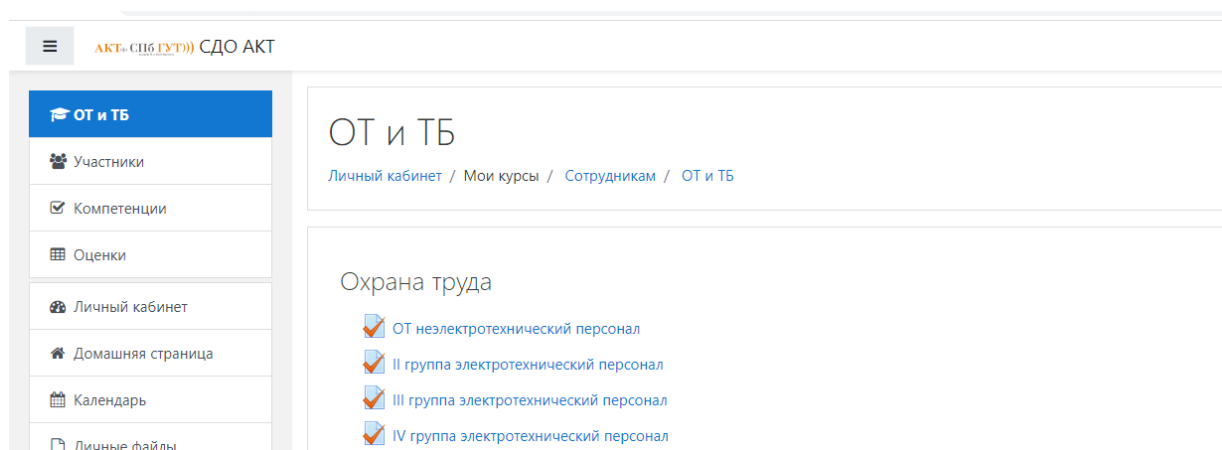 АКТ СПб ГУТ))) СДО АКТ
ОТ и ТБ
Участники
Компетенции
Оценки
Личный кабинет
Домашняя страница
Календарь
Личные файлы
ОТ и ТБ
Личный кабинет / Мои курсы / Сотрудникам / ОТ и ТБ
Охрана труда
ОТ неэлектротехнический персонал
II группа электротехнический персонал
III группа электротехнический персонал
IV группа электротехнический персонал